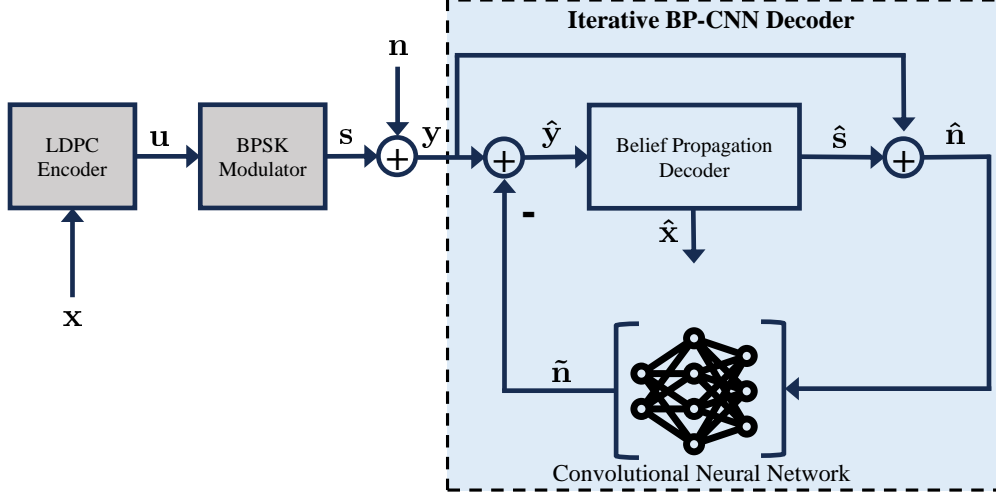 Iterative BP-CNN Decoder
n
LDPC
Encoder
u
BPSK
Modulator
s
+
y
+
ŷ
Belief Propagation
Decoder
ŝ
+
n̂
-
x̂
x
ñ
Convolutional Neural Network